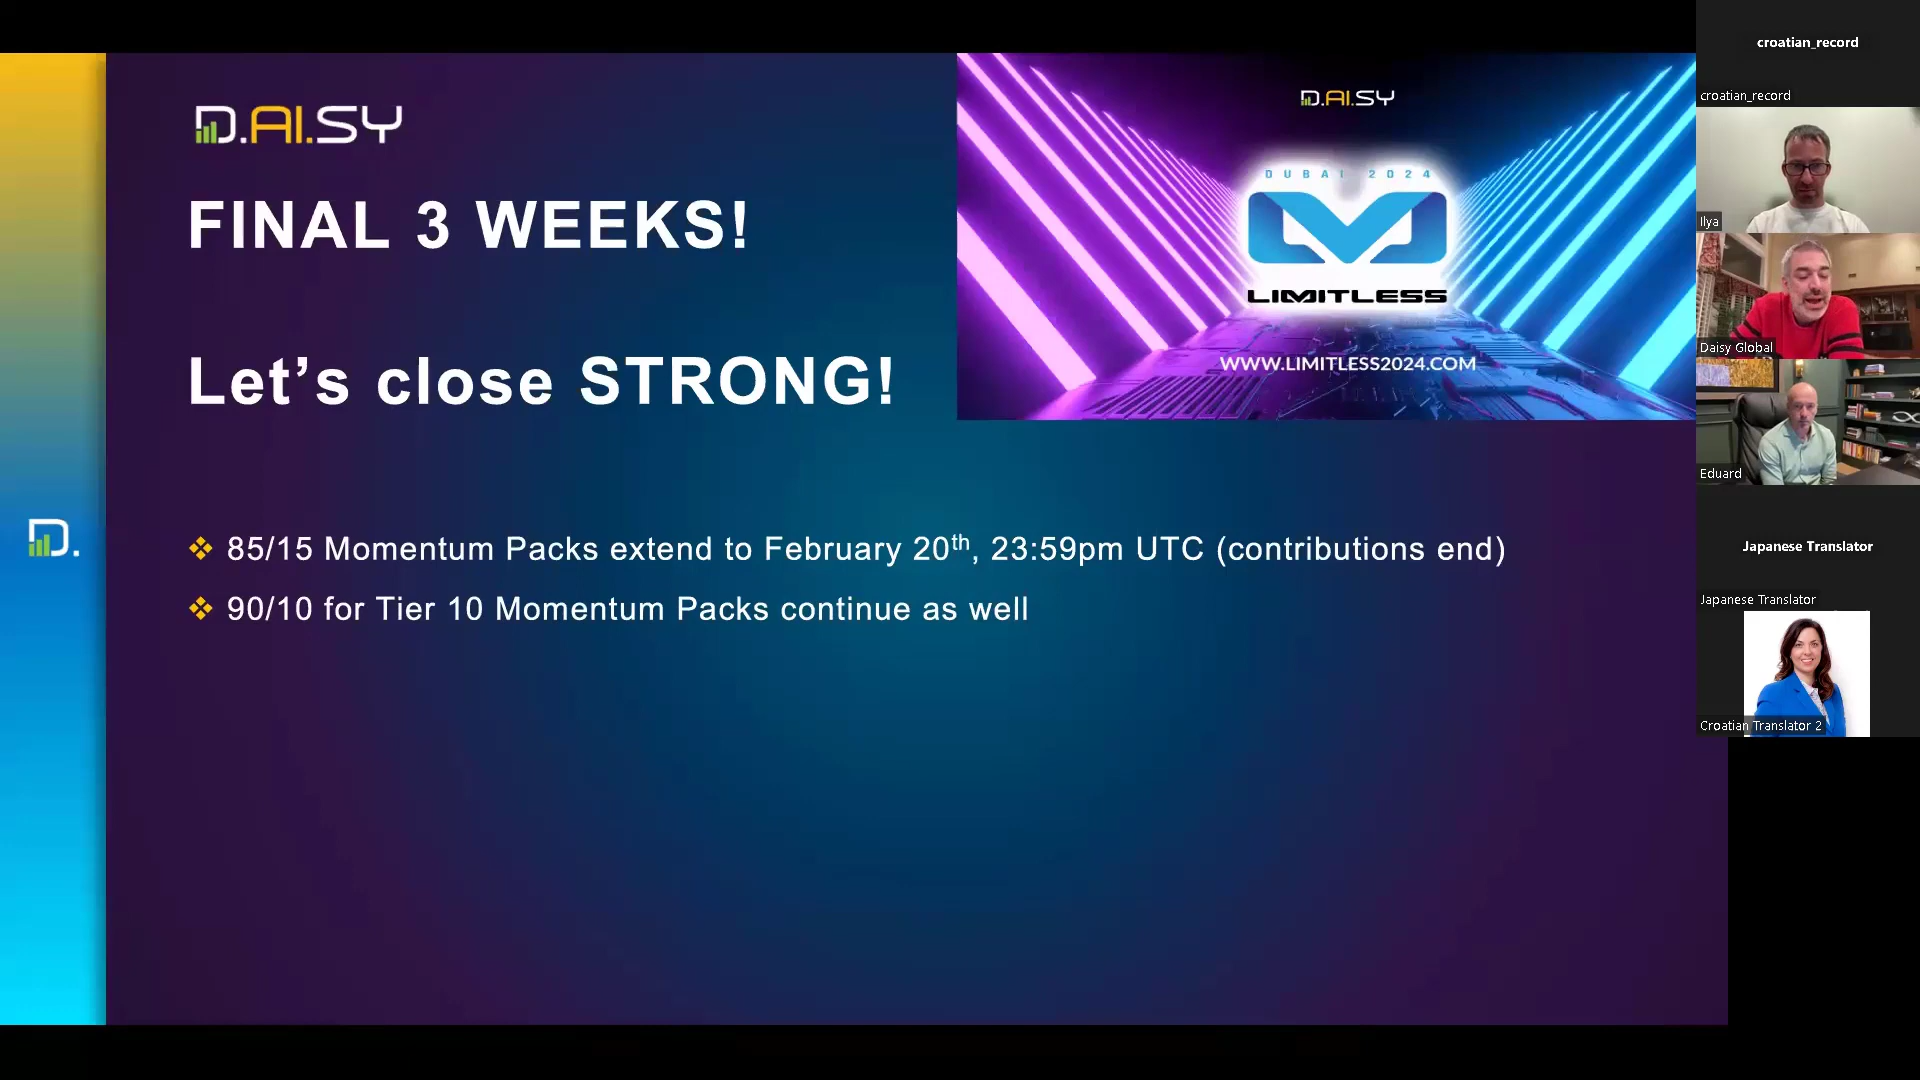 D.AI.SY
FINAL 3 WEEKS!
Let’s close STRONG!
D.AI.SY
DUBAI 2024
LIMITLESS
WWW.LIMITLESS2024.COM
D.
❖ 85/15 Momentum Packs extend to February 20th, 23:59pm UTC (contributions end)
❖ 90/10 for Tier 10 Momentum Packs continue as well
croatian_record
croatian_record
Ilya
Daisy Global
Eduard
Japanese Translator
Japanese Translator
Croatian Translator 2